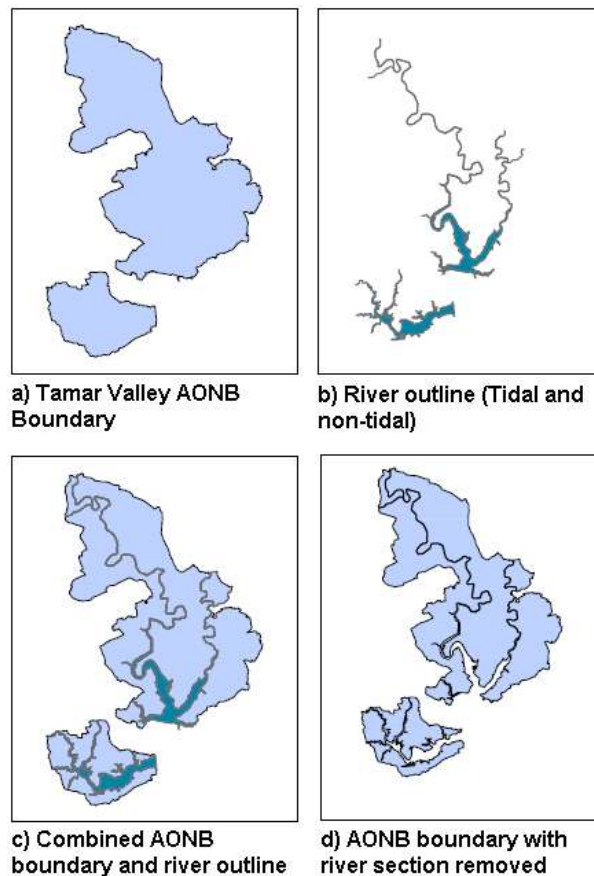 a) Tamar Valley AONB
Boundary
b) River outline (Tidal and
non-tidal)
c) Combined AONB
boundary and river outline
d) AONB boundary with
river section removed